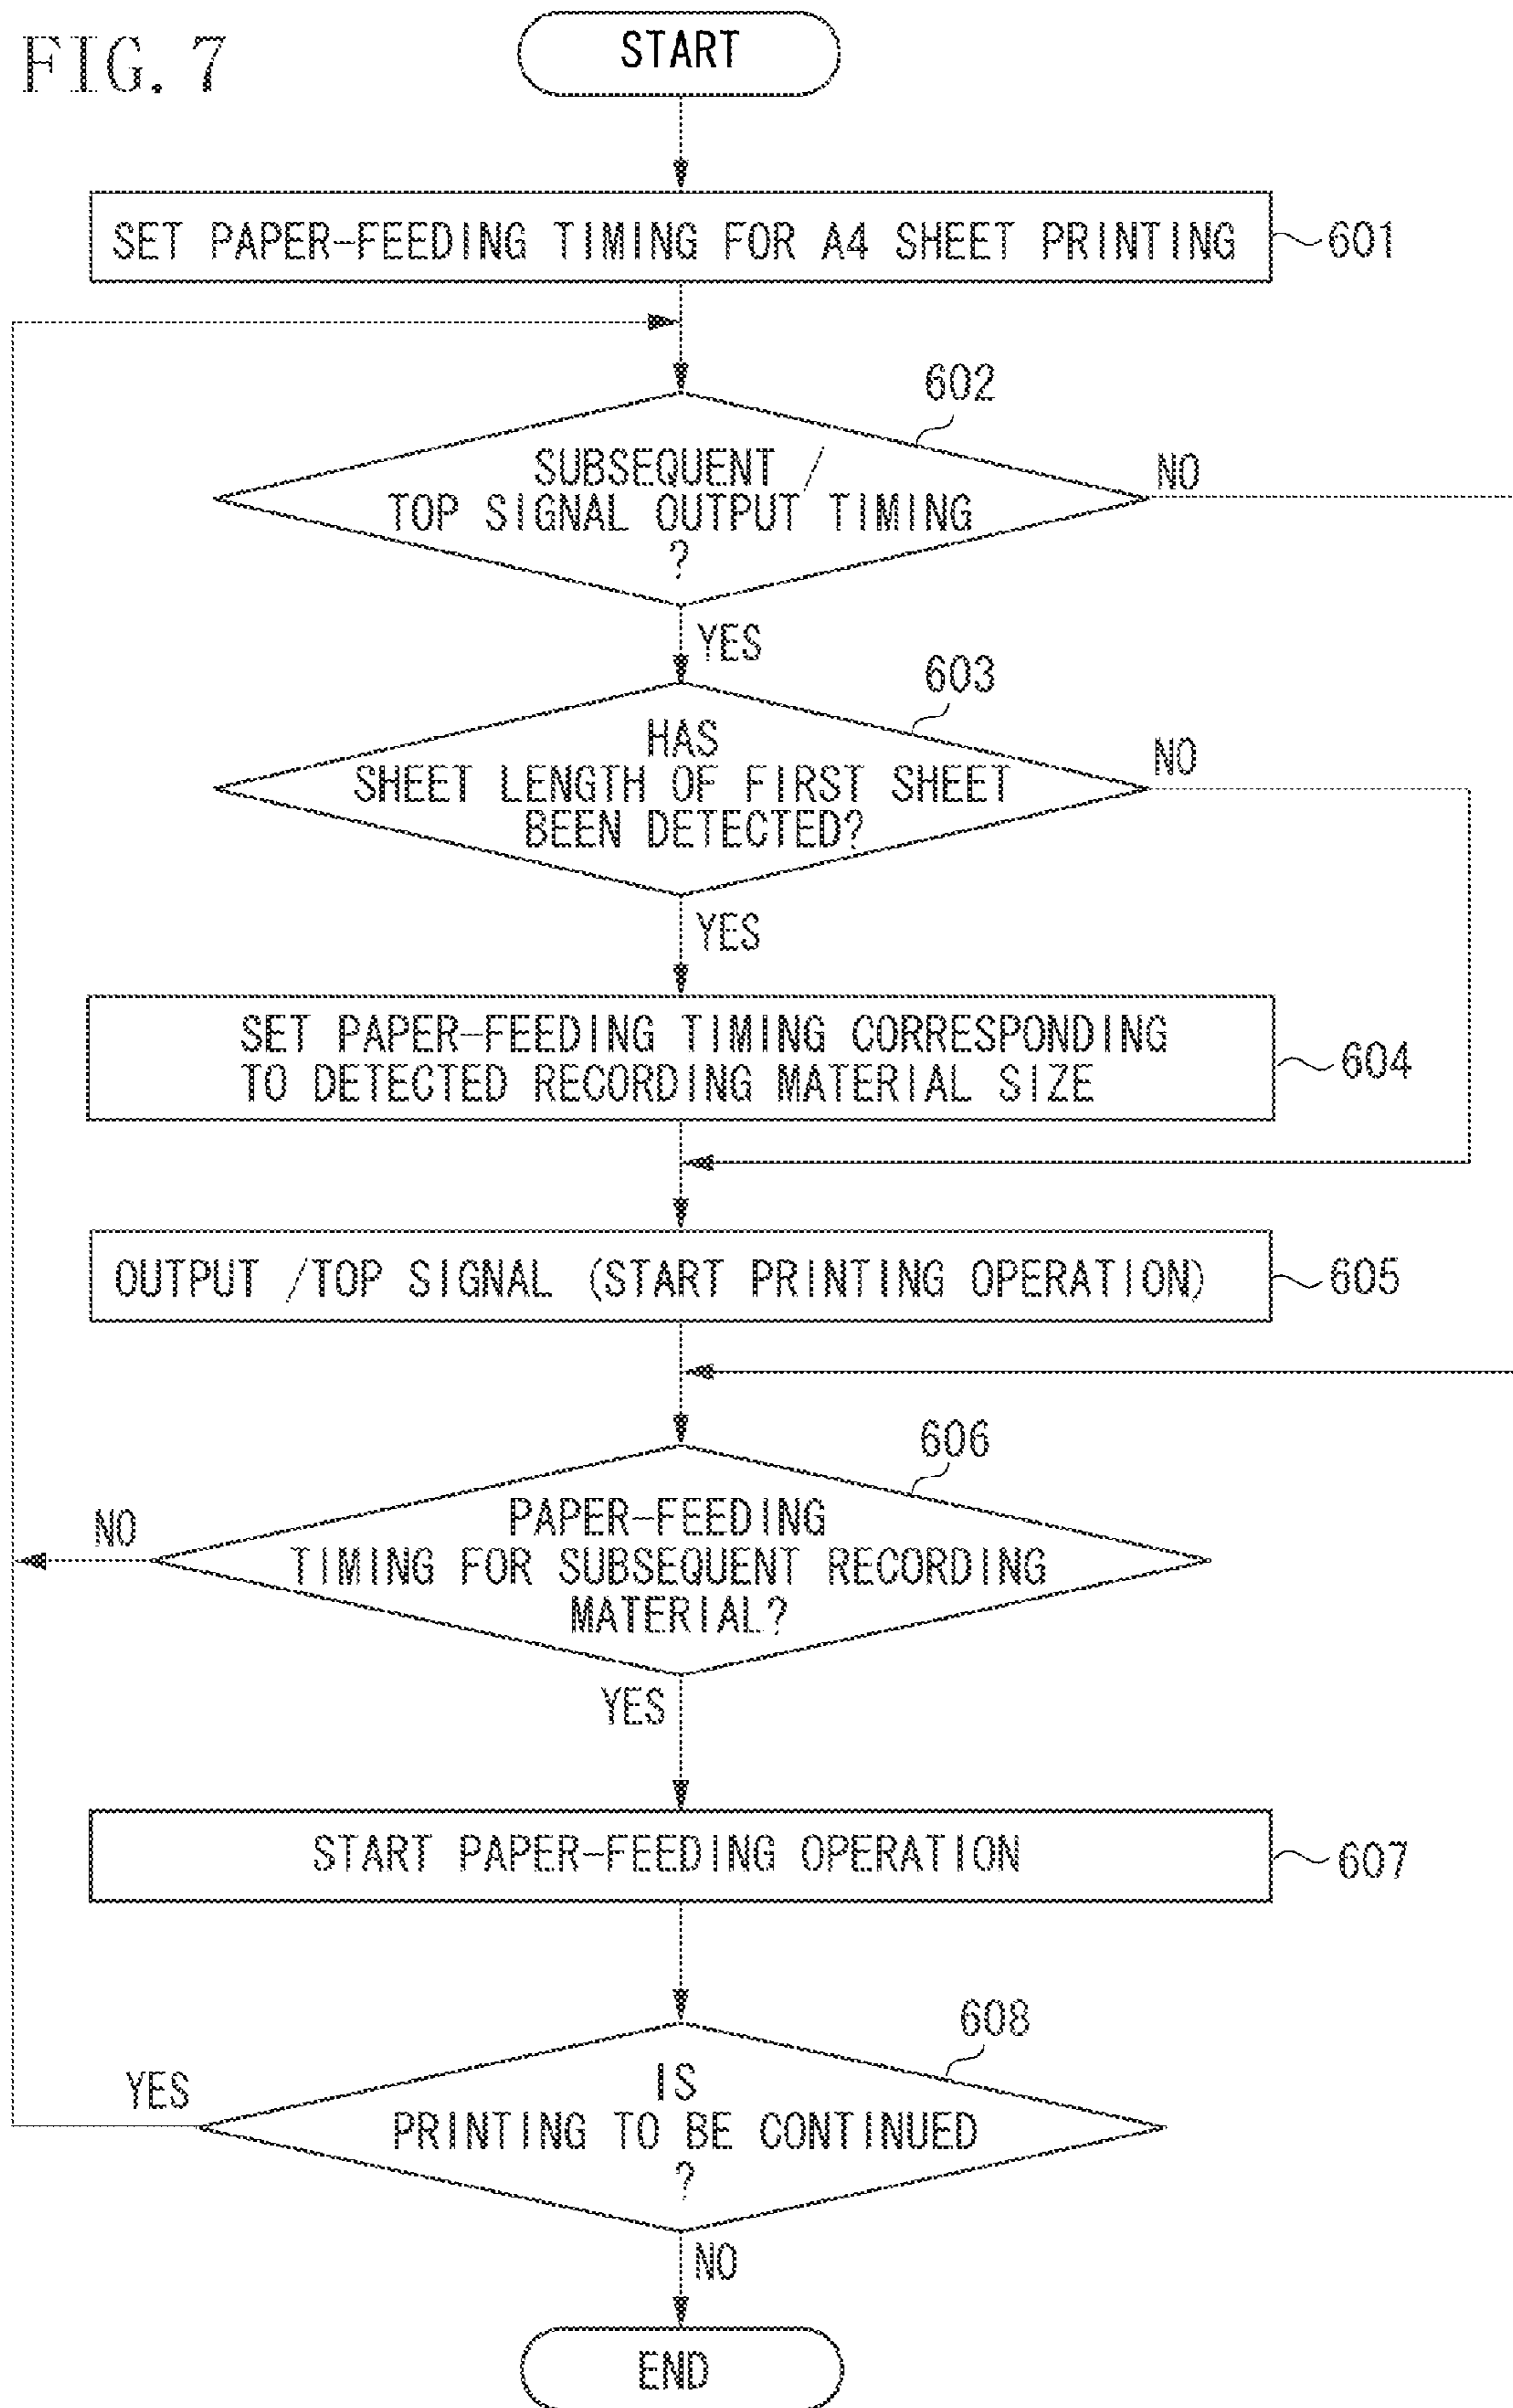 FIG. 7
START
SET PAPER-FEEDING TIMING FOR A4 SHEET PRINTING
601
602
SUBSEQUENT /
TOP SIGNAL OUTPUT TIMING
?
NO
YES
603
HAS
SHEET LENGTH OF FIRST SHEET
BEEN DETECTED?
NO
YES
SET PAPER-FEEDING TIMING CORRESPONDING
TO DETECTED RECORDING MATERIAL SIZE
604
OUTPUT /TOP SIGNAL (START PRINTING OPERATION)
605
606
PAPER-FEEDING
TIMING FOR SUBSEQUENT RECORDING
MATERIAL?
NO
YES
START PAPER-FEEDING OPERATION
607
608
IS
PRINTING TO BE CONTINUED
?
YES
NO
END